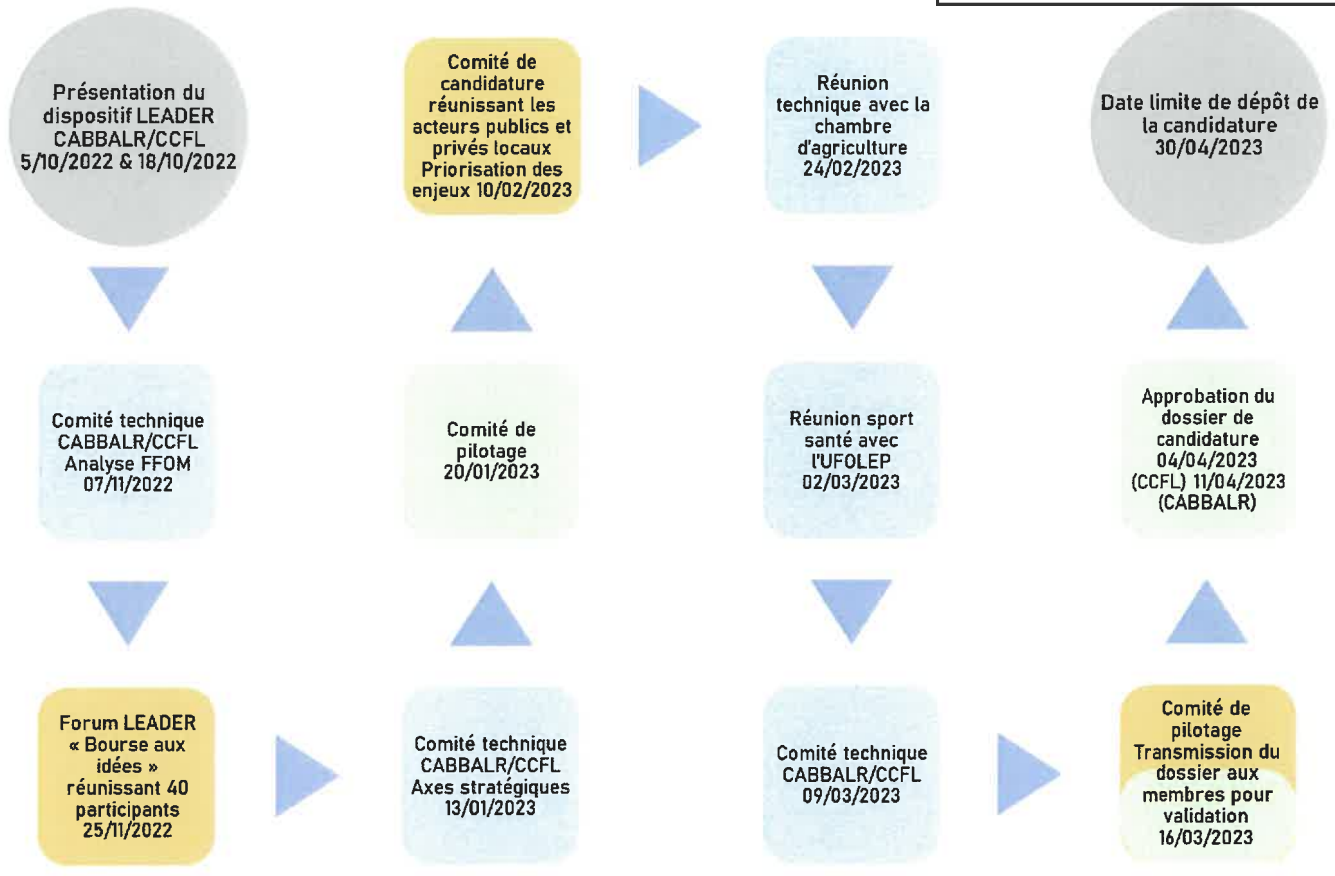 Présentation du
dispositif LEADER
CABBALR/CCFL
5/10/2022 & 18/10/2022
Comité technique
CABBALR/CCFL
Analyse FFOM
07/11/2022
Forum LEADER
« Bourse aux
idées »
réunissant 40
participants
25/11/2022
Comité technique
CABBALR/CCFL
Axes stratégiques
13/01/2023
Comité de
pilotage
20/01/2023
Comité de
candidature
réunissant les
acteurs publics et
privés locaux
Priorisation des
enjeux 10/02/2023
Réunion
technique avec la
chambre
d'agriculture
24/02/2023
Réunion sport
santé avec
l'UFOLEP
02/03/2023
Comité technique
CABBALR/CCFL
09/03/2023
Comité de
pilotage
Transmission du
dossier aux
membres pour
validation
16/03/2023
Approbation du
dossier de
candidature
04/04/2023
(CCFL) 11/04/2023
(CABBALR)
Date limite de dépôt de
la candidature
30/04/2023